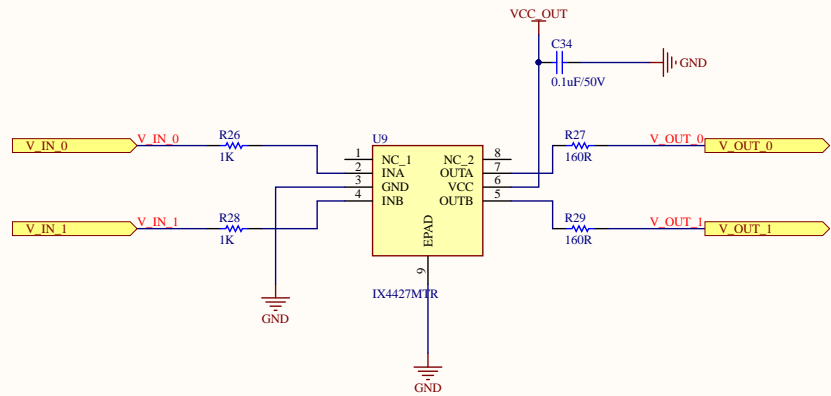 VCC_OUT
C34
GND
0.1uF/50V
V_IN_0
V_IN_0
R26
1K
U9
R27
160R
V_OUT_0
V_OUT_0
1
NC_1
NC_2
8
2
INA
OUTA
7
3
GND
VCC
6
4
INB
OUTB
5
V_IN_1
V_IN_1
R28
1K
EPAD
R29
160R
V_OUT_1
V_OUT_1
9
IX4427MTR
GND
GND